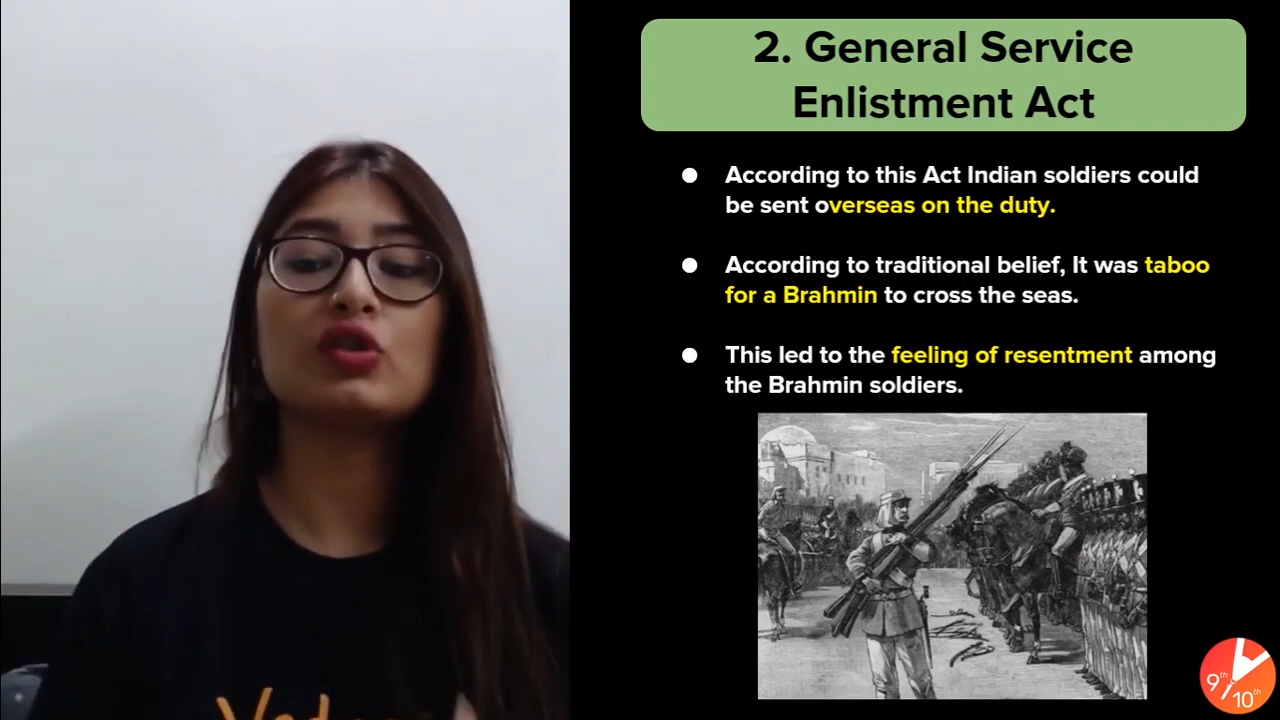 2. General Service
Enlistment Act
● According to this Act Indian soldiers could
be sent overseas on the duty.
● According to traditional belief, It was taboo
for a Brahmin to cross the seas.
● This led to the feeling of resentment among
the Brahmin soldiers.
9th
10th